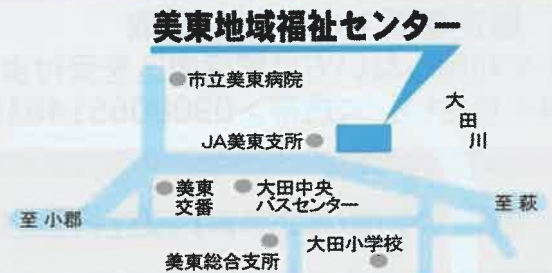 美東地域福祉センター
市立美東病院
大田川
JA美東支所
美東交番
大田中央バスセンター
至 小郡
至 萩
美東総合支所
大田小学校